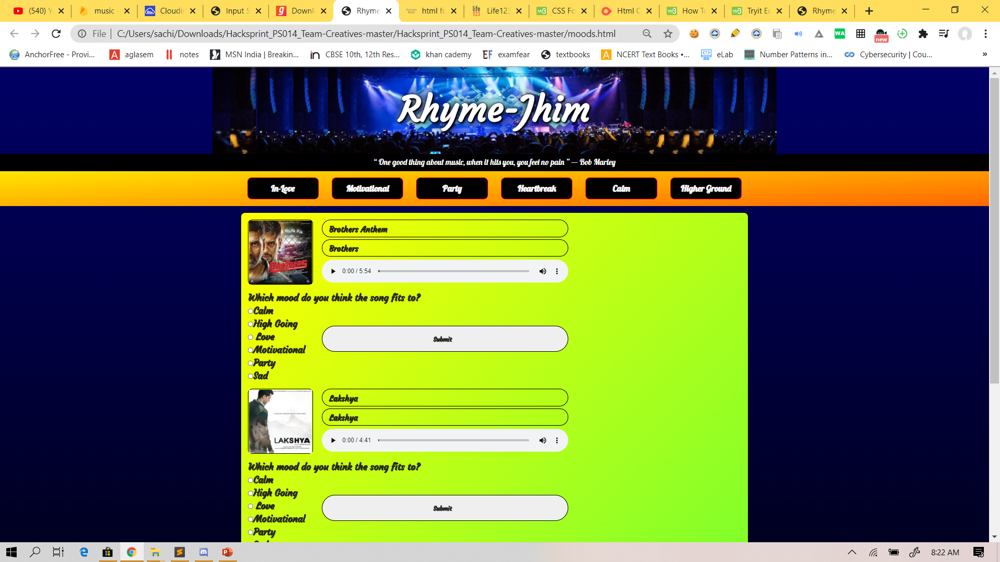 (540) Y
music -
Cloudin
Input S
Downl
Rhyme
html fo
Life123
CSS Fo
Html C
How To
Tryit Ed
Rhyme
File | C:/Users/sachi/Downloads/Hacksprint_PS014_Team-Creatives-master/Hacksprint_PS014_Team-Creatives-master/moods.html
AnchorFree - Provi...
aglasem
notes
MSN India | Breakin...
CBSE 10th, 12th Res...
khan cademy
examfear
textbooks
NCERT Text Books •...
eLab
Number Patterns in...
Cybersecurity | Cou...
»
Rhyme-Jhim
“ One good thing about music, when it hits you, you feel no pain ” — Bob Marley
In-Love
Motivational
Party
Heartbreak
Calm
Higher Ground
BROTHERS
Brothers Anthem
Brothers
0:00 / 5:54
Which mood do you think the song fits to?
Calm
High Going
Love
Motivational
Party
Sad
Submit
LAKSHYA
Lakshya
Lakshya
0:00 / 4:41
Which mood do you think the song fits to?
Calm
High Going
Love
Motivational
Party
Submit
8:22 AM